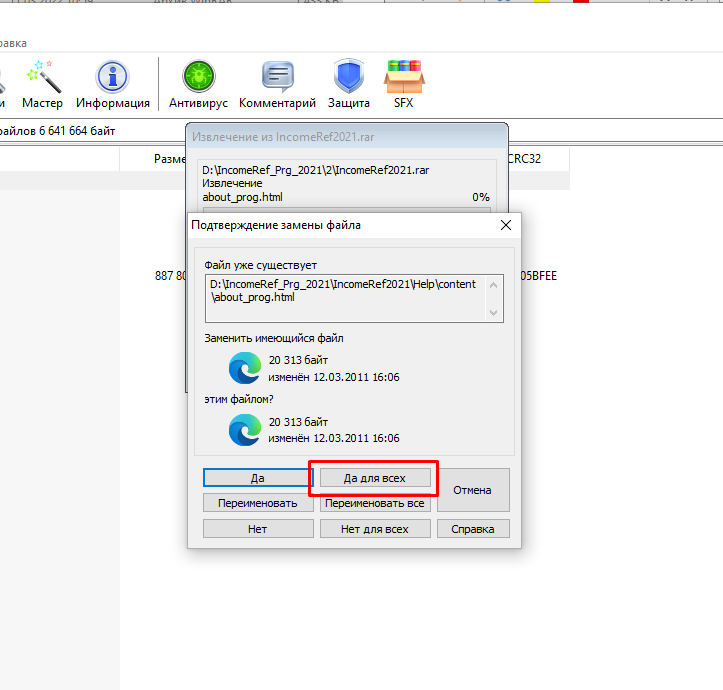 равка
и
Мастер
Информация
Антивирус
Комментарий
Защита
SFX
айлов 6 641 664 байт
Разме
CRC32
Извлечение из IncomeRef2021.rar
D:\IncomeRef_Prg_2021\2\IncomeRef2021.rar
Извлечение
about_prog.html
0%
Подтверждение замены файла
887 80
05BFEE
Файл уже существует
D:\IncomeRef_Prg_2021\IncomeRef2021\Help\content
\about_prog.html
Заменить имеющийся файл
20 313 байт
изменён 12.03.2011 16:06
этим файлом?
20 313 байт
изменён 12.03.2011 16:06
Да
Да для всех
Отмена
Переименовать
Переименовать все
Нет
Нет для всех
Справка